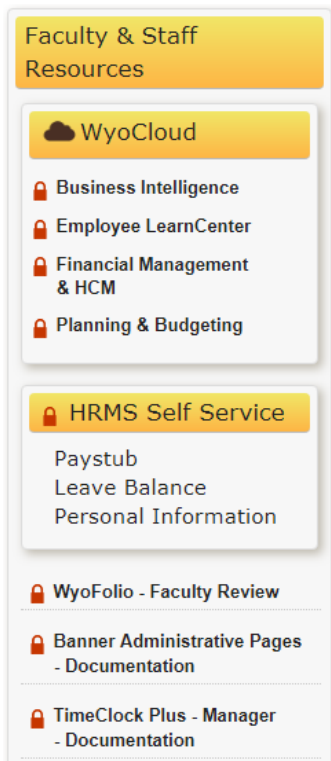 Faculty & Staff
Resources
WyoCloud
Business Intelligence
Employee LearnCenter
Financial Management
& HCM
Planning & Budgeting
HRMS Self Service
Paystub
Leave Balance
Personal Information
WyoFolio - Faculty Review
Banner Administrative Pages
- Documentation
TimeClock Plus - Manager
- Documentation